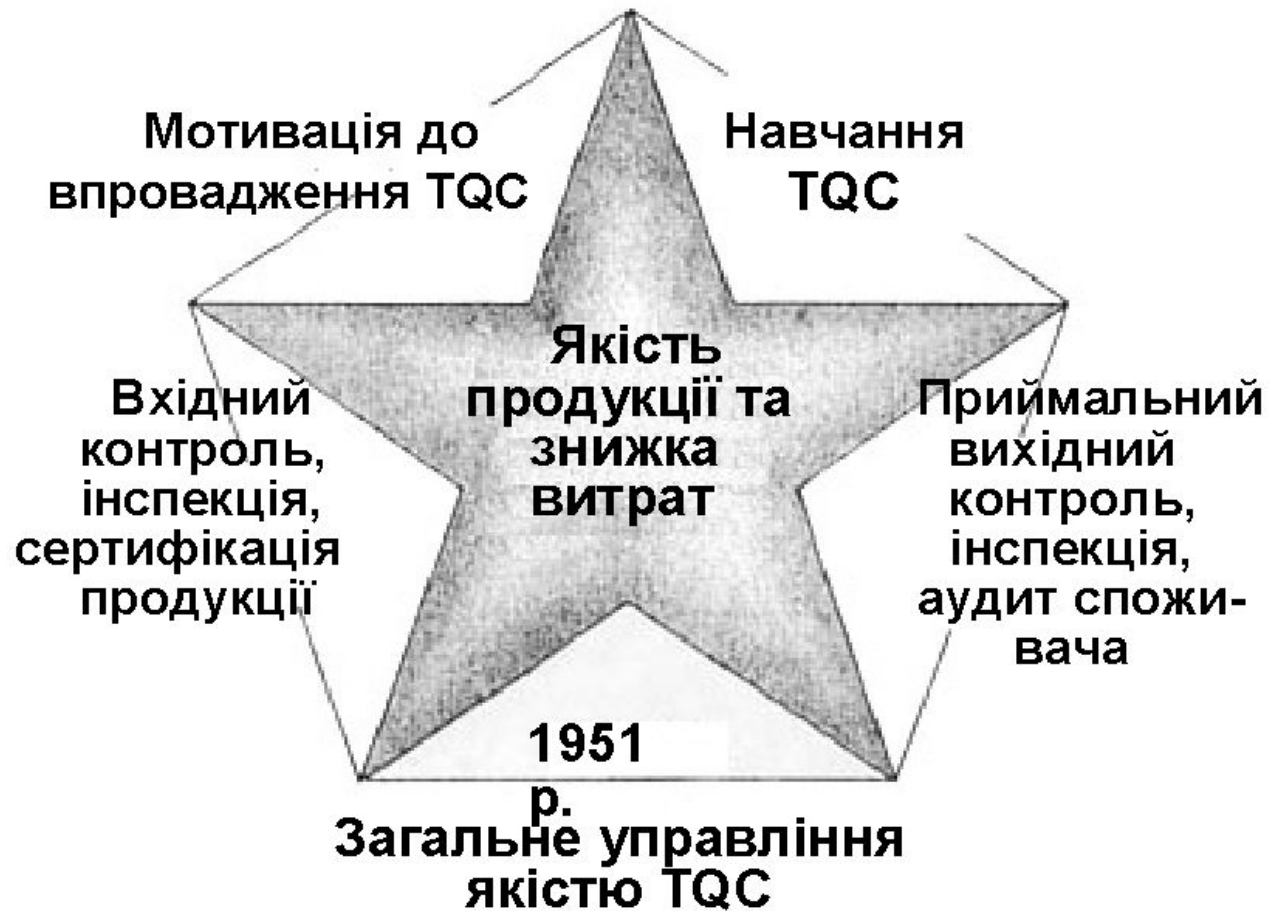 Мотивація до
впровадження TQC
Навчання
TQC
Якість
продукції та
знижка
витрат
Вхідний
контроль,
інспекція,
сертифікація
продукції
Приймальний
вихідний
контроль,
інспекція,
аудит спожи-
вача
1951
р.
Загальне управління
якістю TQC